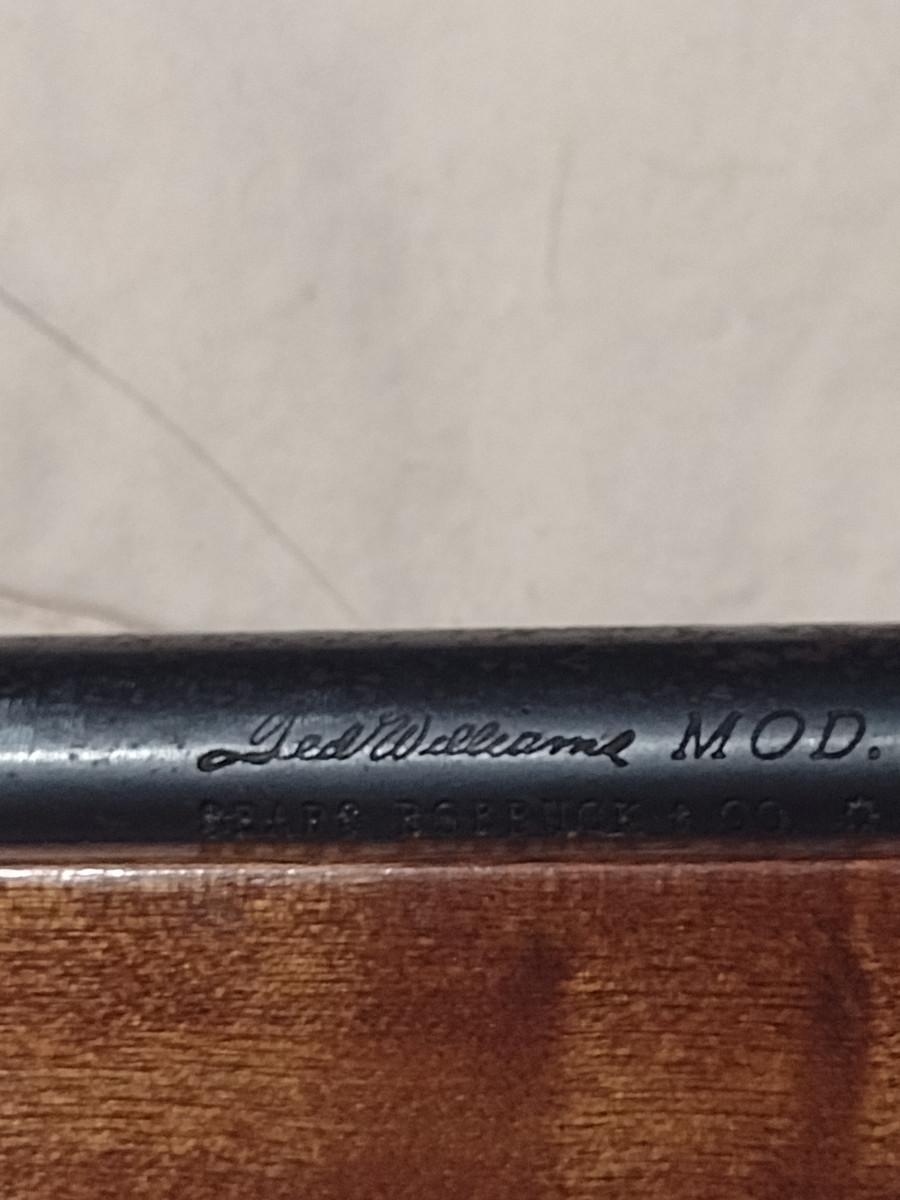 Ted Williams MOD.
SEARS ROEBUCK & CO.